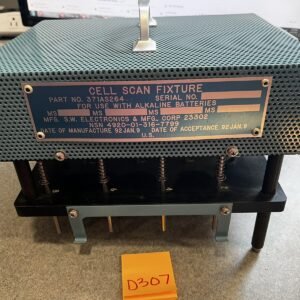 CELL SCAN FIXTURE
PART NO. 371AS264 SERIAL NO.
FOR USE WITH ALKALINE BATTERIES
MS MS MS MS
MFG. S.W. ELECTRONICS & MFG. CORP 23302
NSN 4920-01-316-7799
DATE OF MANUFACTURE 92JAN.9 DATE OF ACCEPTANCE 92JAN.9
U.S.
D307